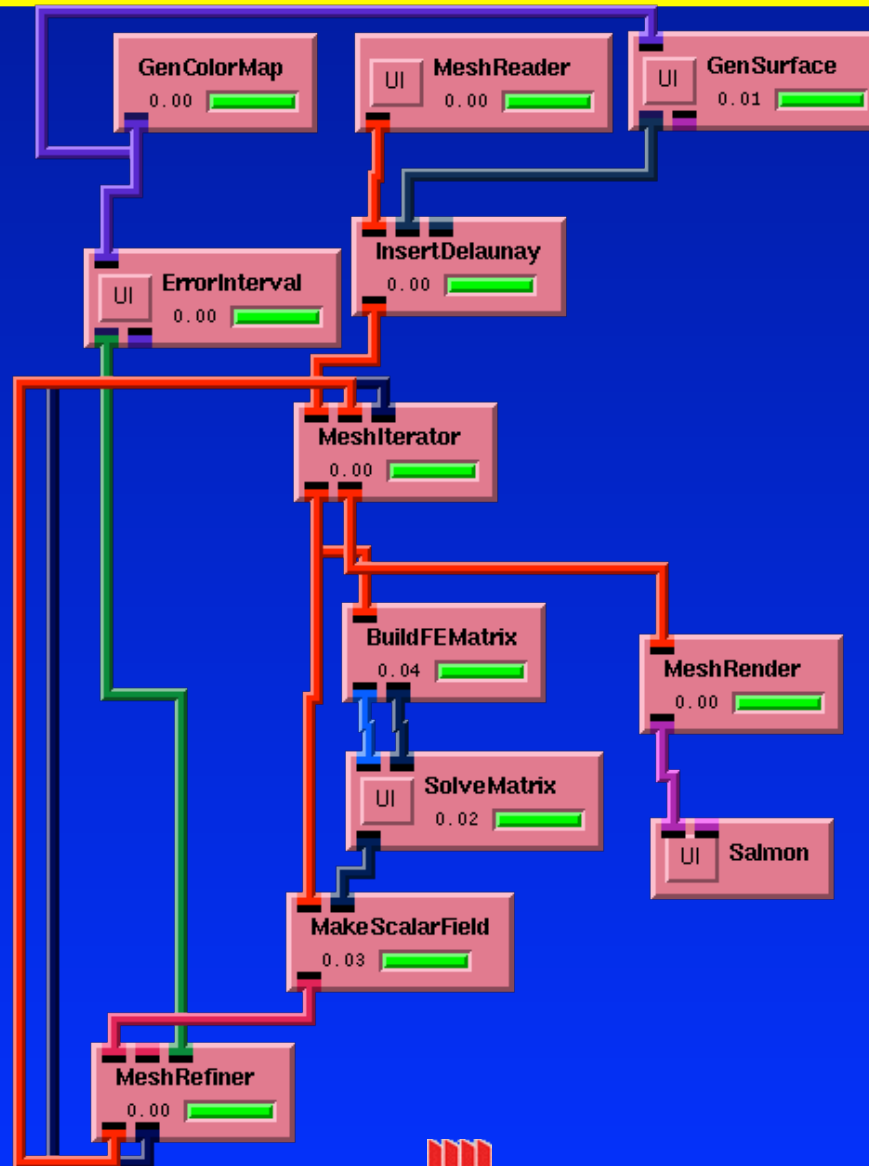 GenColorMap
0.00
UI
MeshReader
0.00
UI
GenSurface
0.01
InsertDelaunay
0.00
UI
ErrorInterval
0.00
MeshIterator
0.00
BuildFEMatrix
0.04
MeshRender
0.00
UI
SolveMatrix
0.02
UI
Salmon
MakeScalarField
0.03
MeshRefiner
0.00